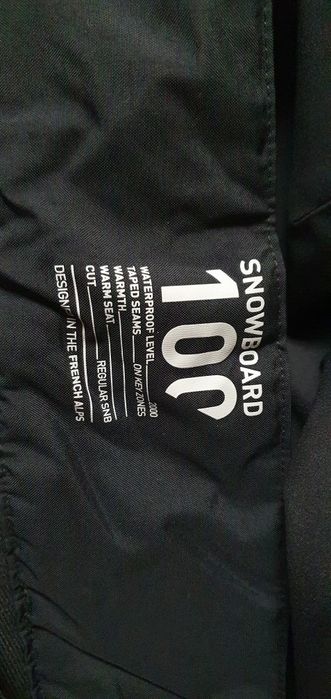 SNOWBOARD
100
WATERPROOF LEVEL 2000
TAPED SEAMS ON KEY ZONES
WARMTH
WARM SEAT
CUT REGULAR SNB
DESIGNED IN THE FRENCH ALPS